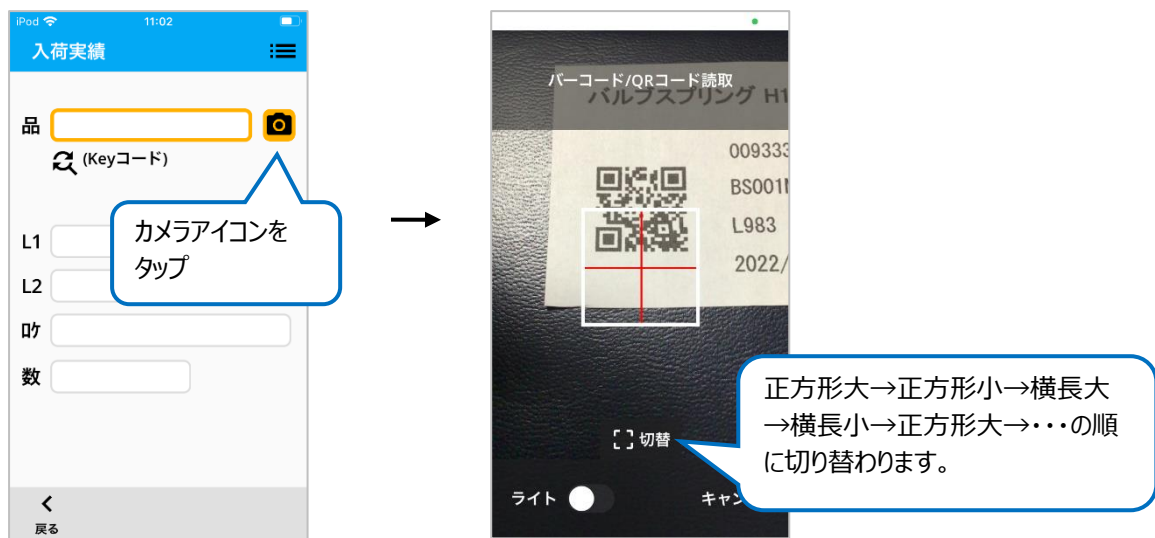 iPod 11:02
入荷実績
品
(Keyコード)
カメラアイコンを
タップ
L1
L2
ﾛｹ
数
戻る
バーコード/QRコード読取
バルブスプリング H1
009333
BS001
L983
2022/
切替
正方形大→正方形小→横長大
→横長小→正方形大→・・・の順
に切り替わります。
ライト
キャン